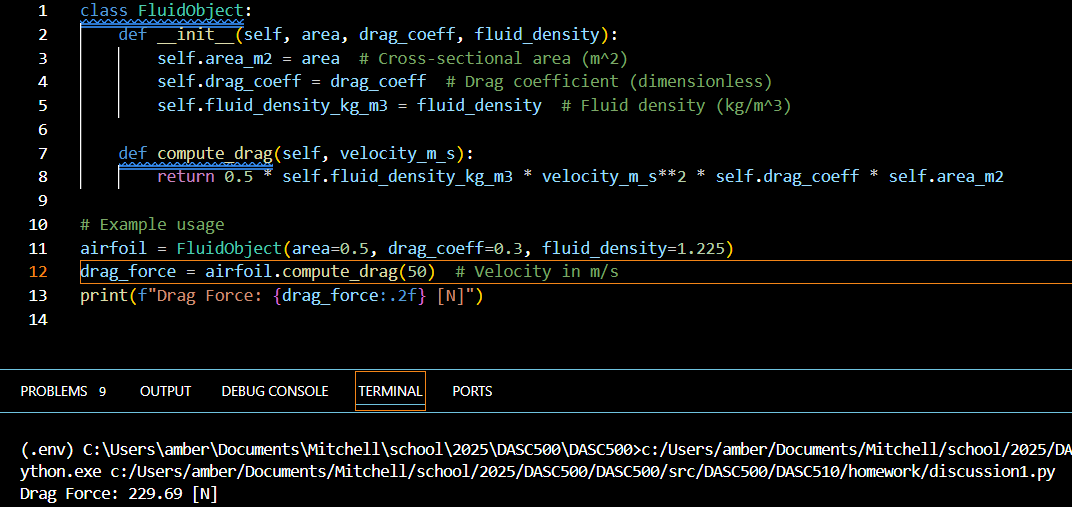 1 class FluidObject:
2 def __init__(self, area, drag_coeff, fluid_density):
3 self.area_m2 = area  # Cross-sectional area (m^2)
4 self.drag_coeff = drag_coeff  # Drag coefficient (dimensionless)
5 self.fluid_density_kg_m3 = fluid_density  # Fluid density (kg/m^3)
6
7 def compute_drag(self, velocity_m_s):
8 return 0.5 * self.fluid_density_kg_m3 * velocity_m_s**2 * self.drag_coeff * self.area_m2
9
10 # Example usage
11 airfoil = FluidObject(area=0.5, drag_coeff=0.3, fluid_density=1.225)
12 drag_force = airfoil.compute_drag(50)  # Velocity in m/s
13 print(f"Drag Force: {drag_force:.2f} [N]")
14
PROBLEMS 9 OUTPUT DEBUG CONSOLE TERMINAL PORTS
(.env) C:\Users\amber\Documents\Mitchell\school\2025\DASC500\DASC500>c:/Users/amber/Documents/Mitchell/school/2025/DA
ython.exe c:/Users/amber/Documents/Mitchell/school/2025/DASC500/DASC500/src/DASC500/DASC510/homework/discussion1.py
Drag Force: 229.69 [N]